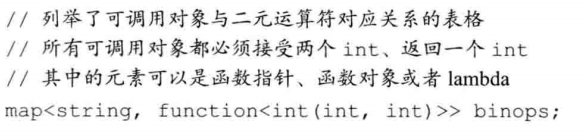 // 列举了可调用对象与二元运算符对应关系的表格
// 所有可调用对象都必须接受两个 int、返回一个 int
// 其中的元素可以是函数指针、函数对象或者 lambda
map<string, function<int(int, int)>> binops;